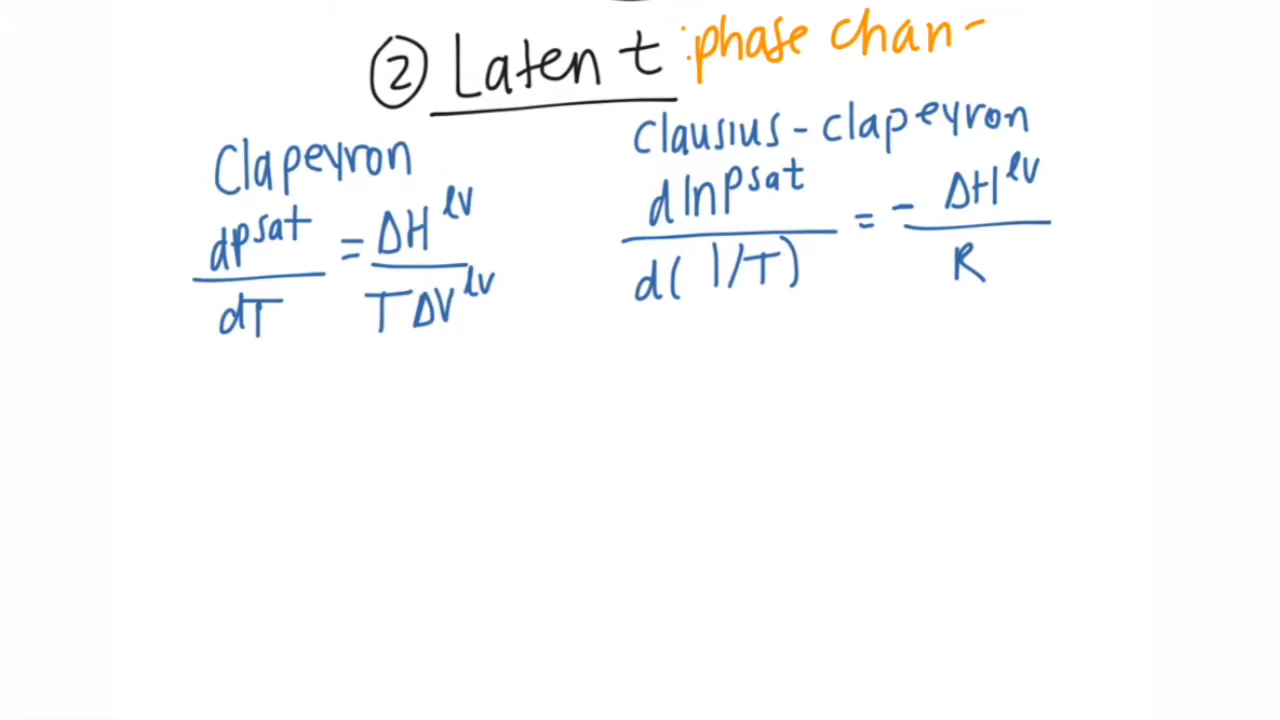 ② Latent :phase chan-
Clapeyron
dpsat / dT = ΔH^lv / TΔV^lv
Clausius-clapeyron
d ln psat / d(1/T) = - ΔH^lv / R